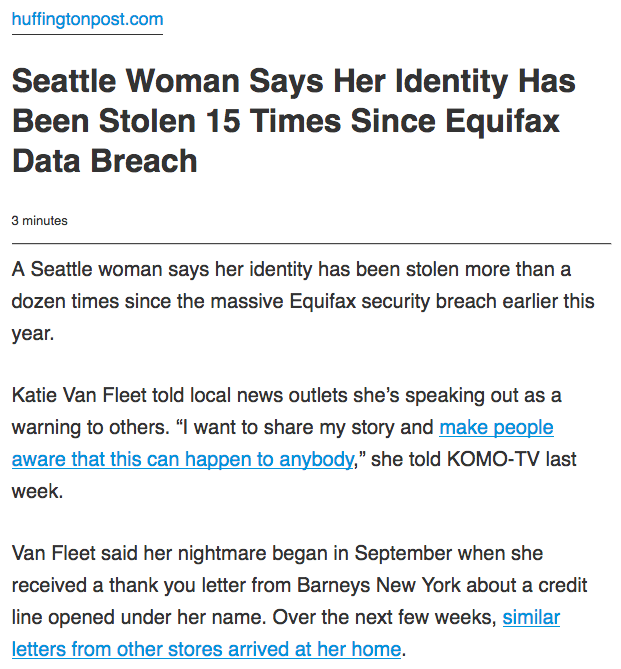 huffingtonpost.com
Seattle Woman Says Her Identity Has
Been Stolen 15 Times Since Equifax
Data Breach
3 minutes
A Seattle woman says her identity has been stolen more than a
dozen times since the massive Equifax security breach earlier this
year.
Katie Van Fleet told local news outlets she’s speaking out as a
warning to others. “I want to share my story and make people
aware that this can happen to anybody,” she told KOMO-TV last
week.
Van Fleet said her nightmare began in September when she
received a thank you letter from Barneys New York about a credit
line opened under her name. Over the next few weeks, similar
letters from other stores arrived at her home.